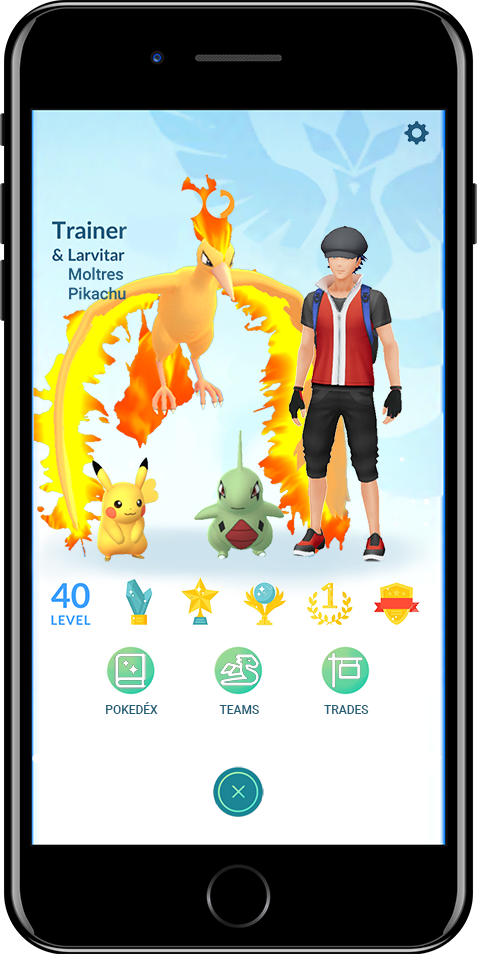 Trainer
& Larvitar
Moltres
Pikachu
40
LEVEL
1
POKEDÉX
TEAMS
TRADES